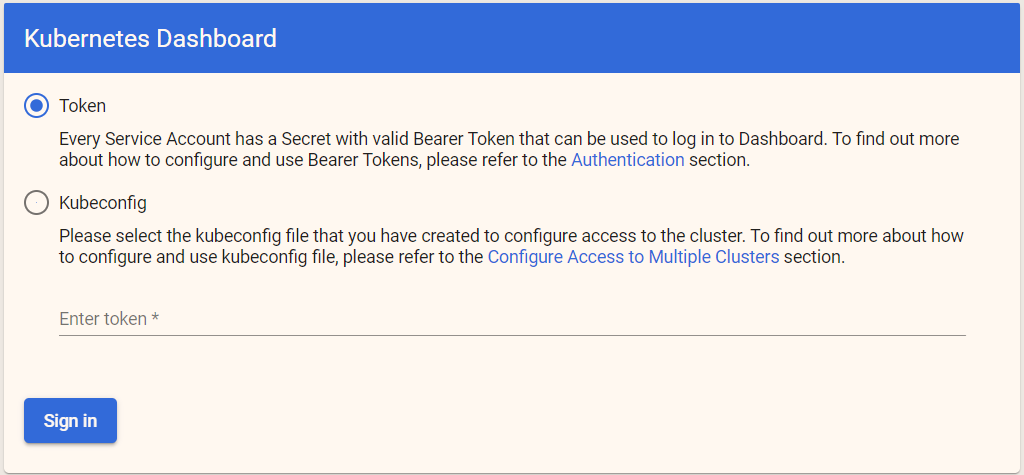 Kubernetes Dashboard
Token
Every Service Account has a Secret with valid Bearer Token that can be used to log in to Dashboard. To find out more
about how to configure and use Bearer Tokens, please refer to the Authentication section.
Kubeconfig
Please select the kubeconfig file that you have created to configure access to the cluster. To find out more about how
to configure and use kubeconfig file, please refer to the Configure Access to Multiple Clusters section.
Enter token *
Sign in